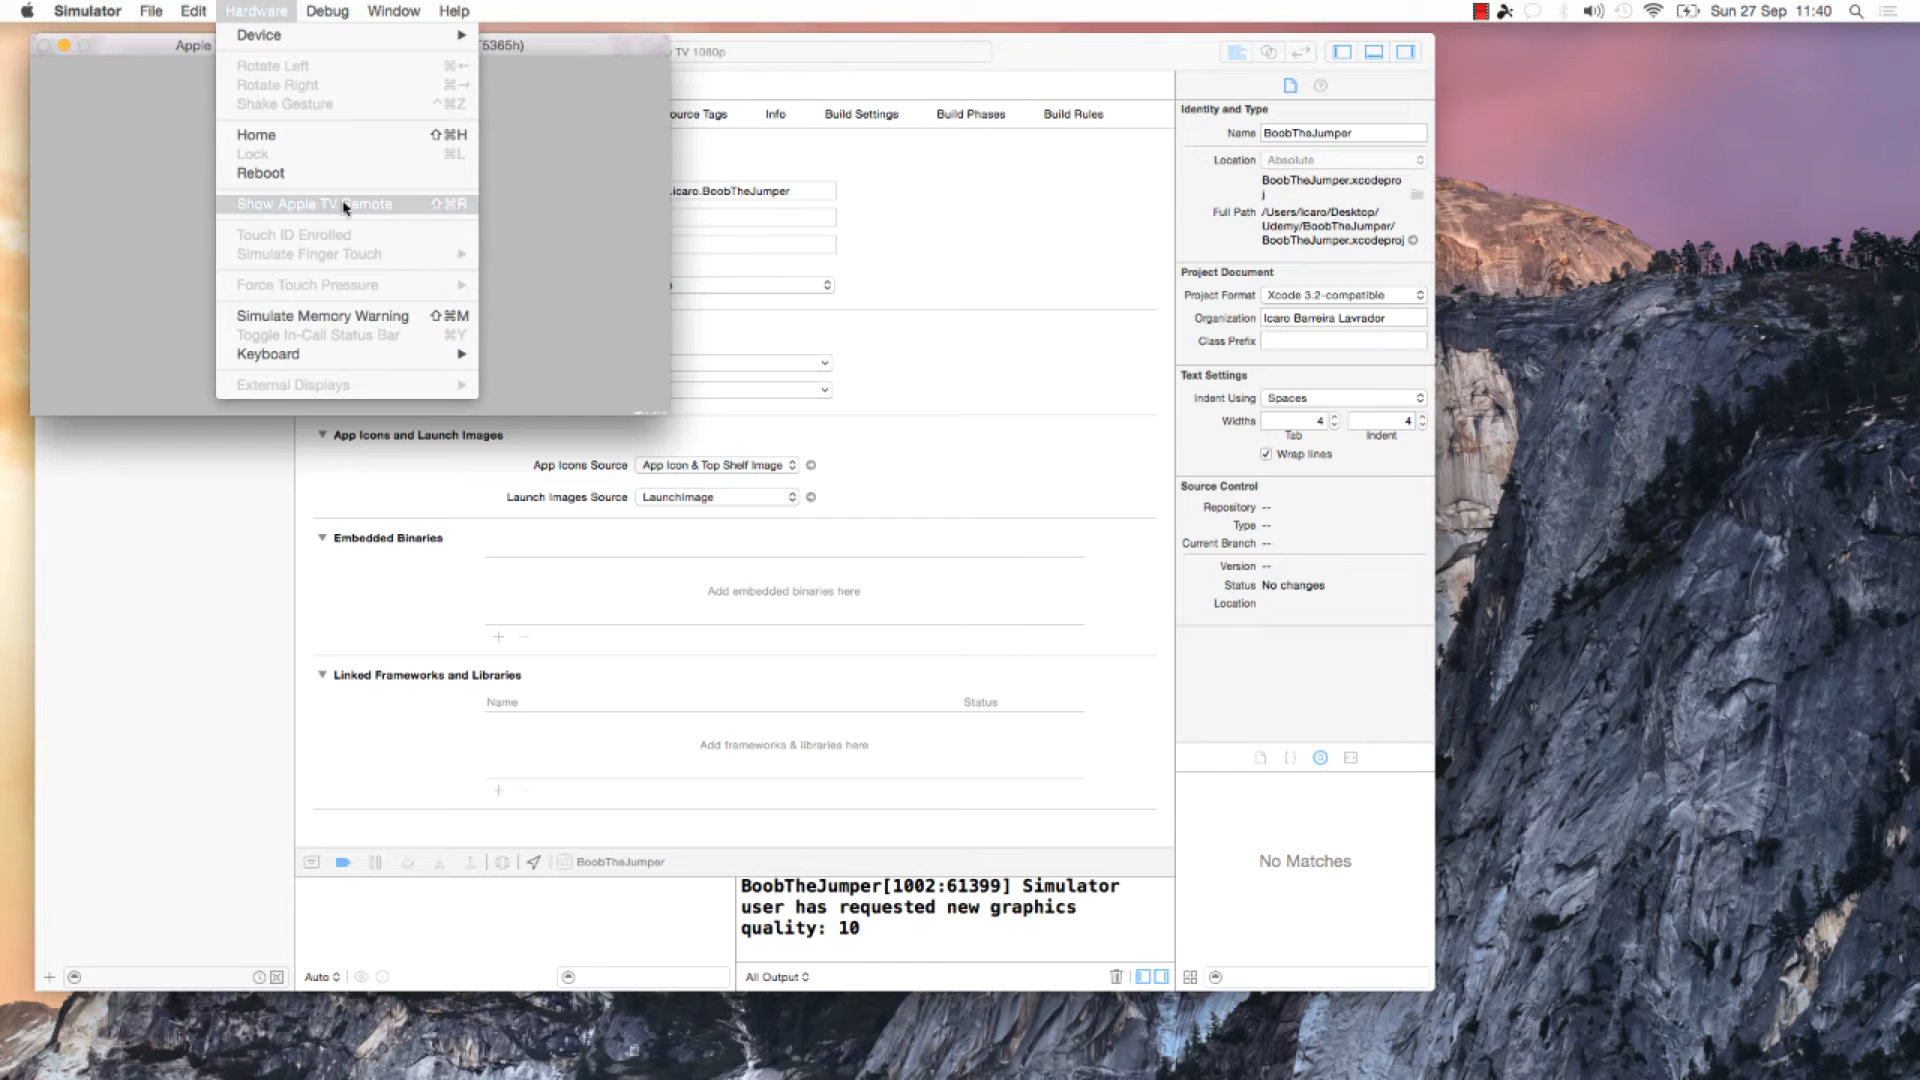 Simulator File Edit Hardware Debug Window Help
Sun 27 Sep 11:40
Apple
5365h)
TV 1080p
Device
Rotate Left ⌘←
Rotate Right ⌘→
Shake Gesture ^⌘Z
Home ⇧⌘H
Lock ⌘L
Reboot
Show Apple TV Remote ⇧⌘R
Touch ID Enrolled
Simulate Finger Touch
Force Touch Pressure
Simulate Memory Warning ⇧⌘M
Toggle In-Call Status Bar ⌘Y
Keyboard
External Displays
ource Tags Info Build Settings Build Phases Build Rules
.icaro.BoobTheJumper
App Icons and Launch Images
App Icons Source App Icon & Top Shelf Image
Launch Images Source LaunchImage
Embedded Binaries
Add embedded binaries here
Linked Frameworks and Libraries
Name Status
Add frameworks & libraries here
BoobTheJumper
BoobTheJumper[1002:61399] Simulator
user has requested new graphics
quality: 10
Auto
All Output
Identity and Type
Name BoobTheJumper
Location Absolute
BoobTheJumper.xcodepro
j
Full Path /Users/Icaro/Desktop/
Udemy/BoobTheJumper/
BoobTheJumper.xcodeproj
Project Document
Project Format Xcode 3.2-compatible
Organization Icaro Barreira Lavrador
Class Prefix
Text Settings
Indent Using Spaces
Widths 4 4
Tab Indent
Wrap lines
Source Control
Repository --
Type --
Current Branch --
Version --
Status No changes
Location
No Matches